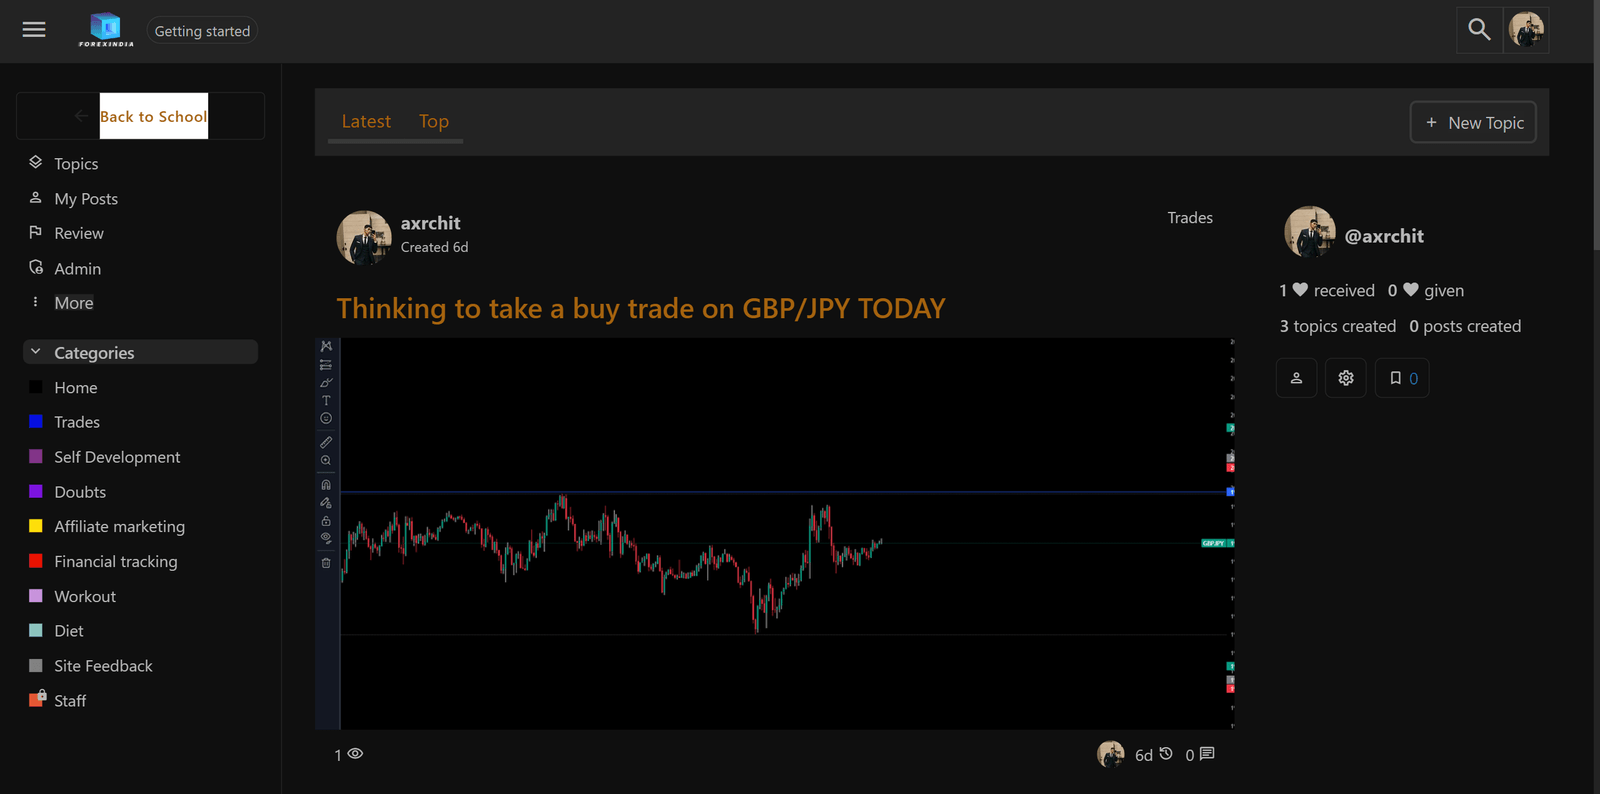 FOREXINDIA
Getting started
Back to School
Topics
My Posts
Review
Admin
More
Categories
Home
Trades
Self Development
Doubts
Affiliate marketing
Financial tracking
Workout
Diet
Site Feedback
Staff
Latest Top
+ New Topic
axrchit
Created 6d
Trades
Thinking to take a buy trade on GBP/JPY TODAY
GBPJPY
1
6d 0
@axrchit
1 received 0 given
3 topics created 0 posts created
0